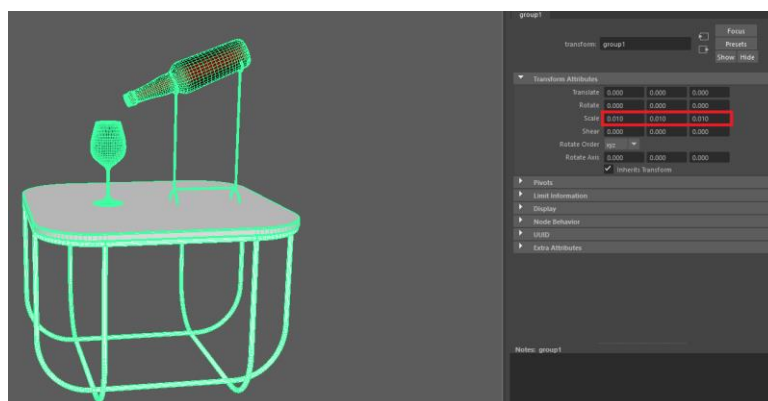 group1
Focus
transform: group1
Presets
Show Hide
Transform Attributes
Translate 0.000 0.000 0.000
Rotate 0.000 0.000 0.000
Scale 0.010 0.010 0.010
Shear 0.000 0.000 0.000
Rotate Order xyz
Rotate Axis 0.000 0.000 0.000
Inherits Transform
Pivots
Limit Information
Display
Node Behavior
UUID
Extra Attributes
Notes: group1